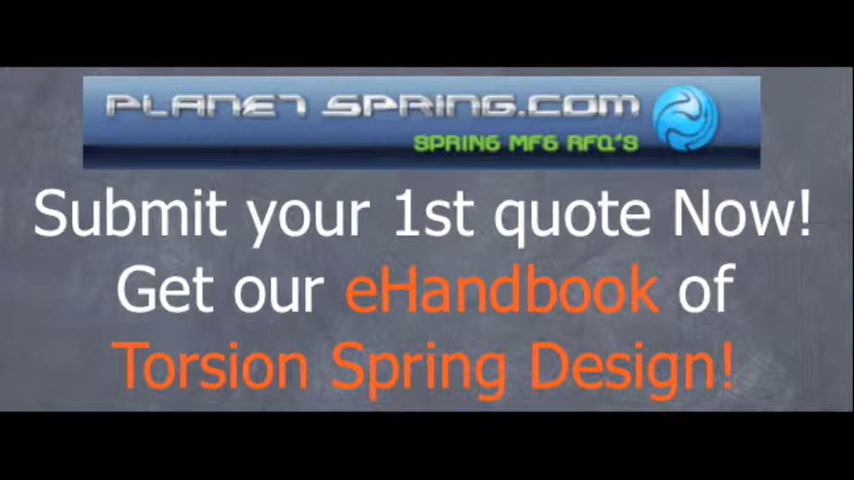 PLANET SPRING.COM
SPRING MFG RFQ'S
Submit your 1st quote Now!
Get our eHandbook of
Torsion Spring Design!